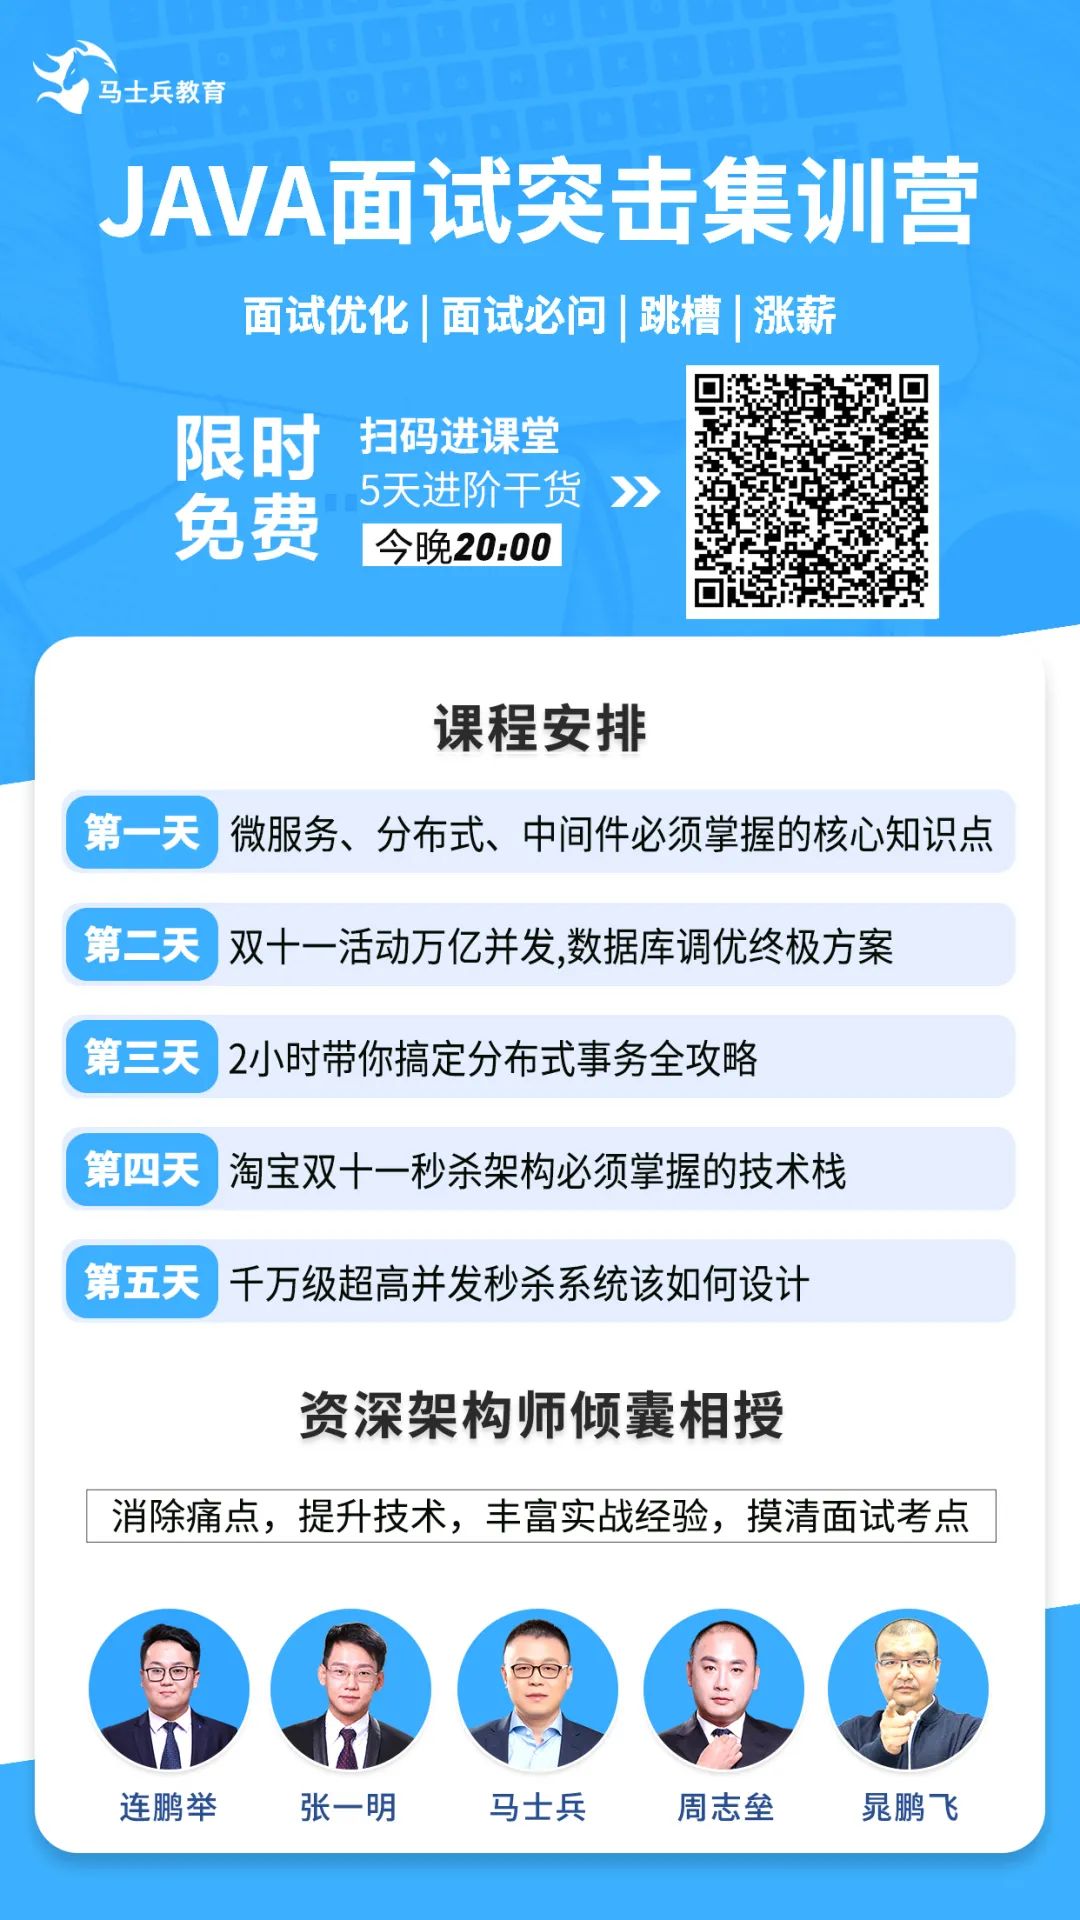 马士兵教育
JAVA面试突击集训营
面试优化 | 面试必问 | 跳槽 | 涨薪
限时
免费
扫码进课堂
5天进阶干货
今晚20:00
课程安排
第一天 微服务、分布式、中间件必须掌握的核心知识点
第二天 双十一活动万亿并发,数据库调优终极方案
第三天 2小时带你搞定分布式事务全攻略
第四天 淘宝双十一秒杀架构必须掌握的技术栈
第五天 千万级超高并发秒杀系统该如何设计
资深架构师倾囊相授
消除痛点，提升技术，丰富实战经验，摸清面试考点
连鹏举 张一明 马士兵 周志垒 晁鹏飞